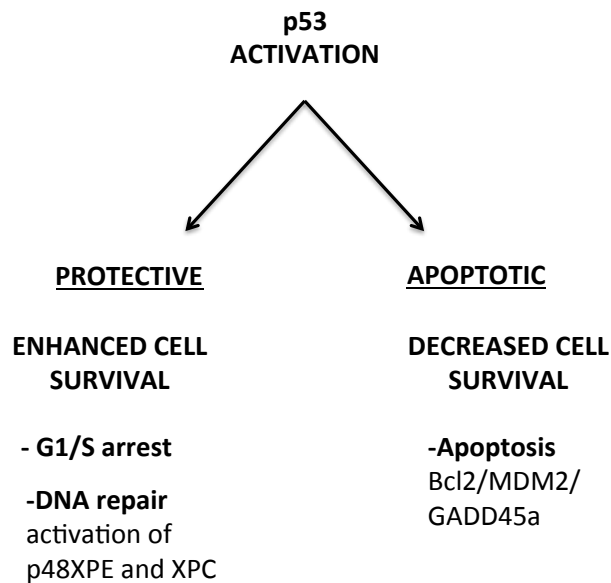 p53
ACTIVATION
PROTECTIVE
ENHANCED CELL
SURVIVAL
- G1/S arrest
-DNA repair
activation of
p48XPE and XPC
APOPTOTIC
DECREASED CELL
SURVIVAL
-Apoptosis
Bcl2/MDM2/
GADD45a